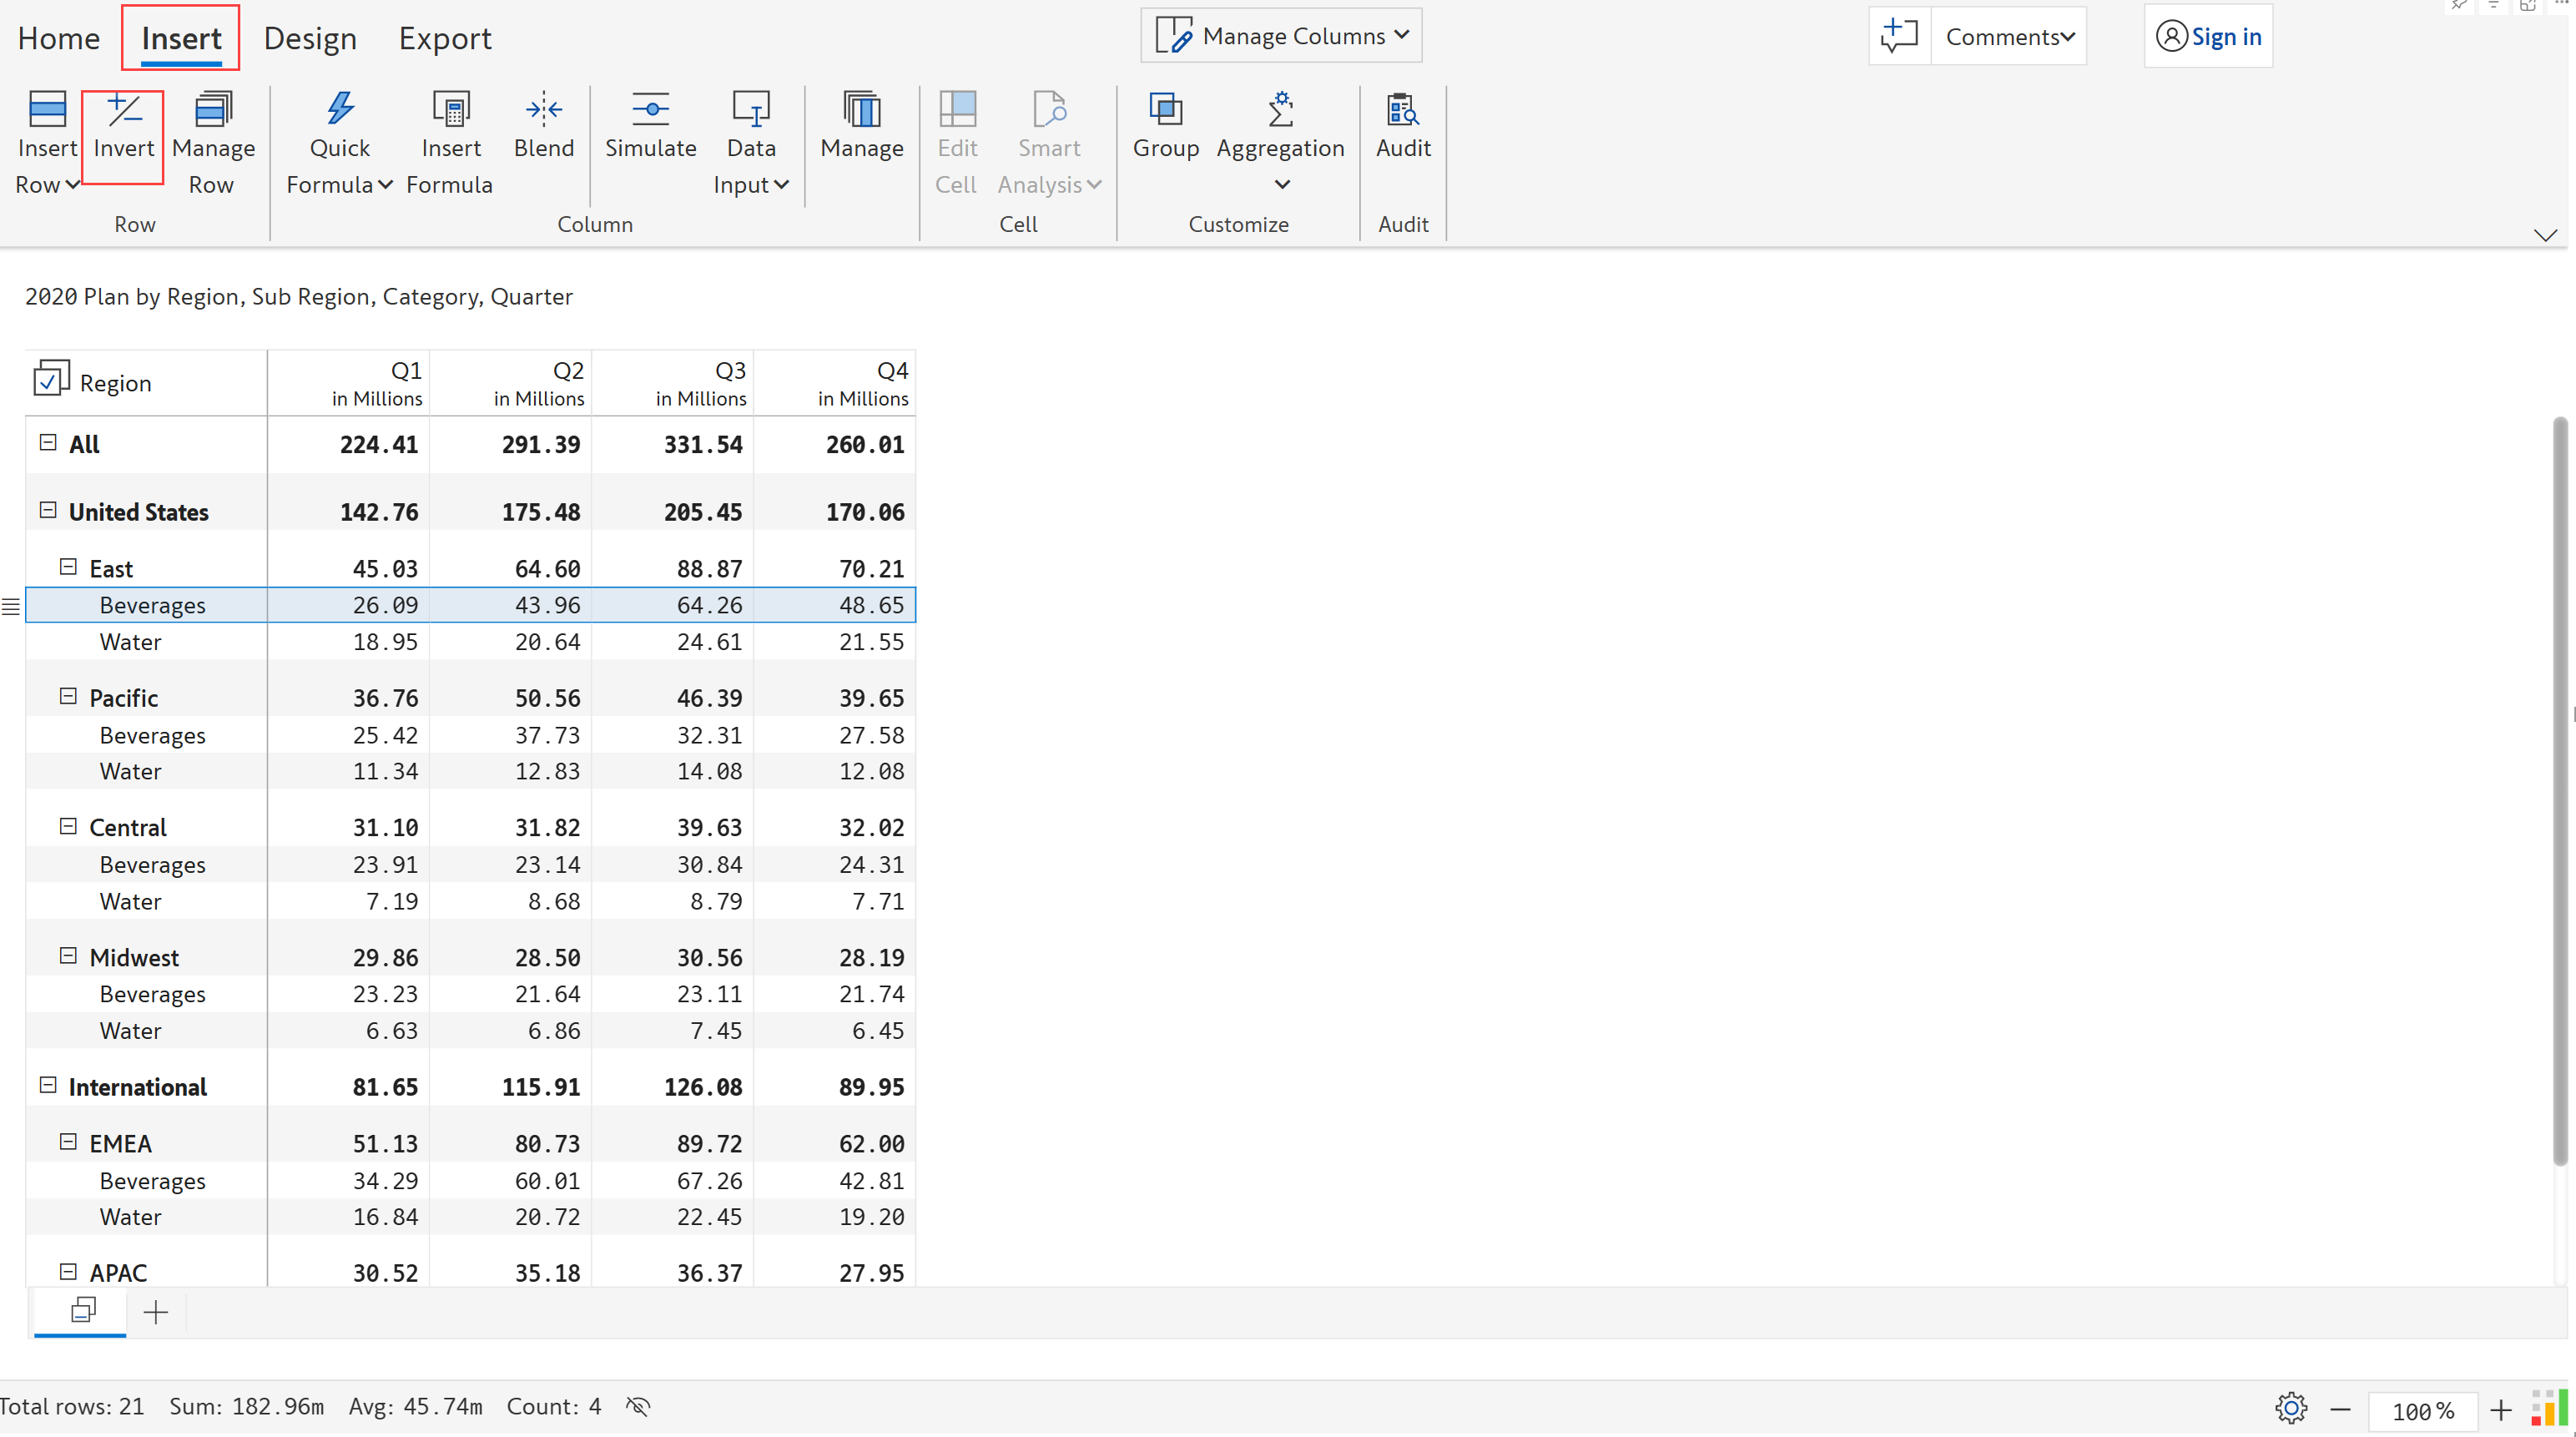 Home Insert Design Export Manage Columns Comments Sign in
Insert Row Invert Manage Row Quick Formula Insert Formula Blend Simulate Data Input Manage Edit Cell Smart Analysis Group Aggregation Audit
Row Column Cell Customize Audit
2020 Plan by Region, Sub Region, Category, Quarter
Region Q1 Q2 Q3 Q4
in Millions in Millions in Millions in Millions
All 224.41 291.39 331.54 260.01
United States 142.76 175.48 205.45 170.06
East 45.03 64.60 88.87 70.21
Beverages 26.09 43.96 64.26 48.65
Water 18.95 20.64 24.61 21.55
Pacific 36.76 50.56 46.39 39.65
Beverages 25.42 37.73 32.31 27.58
Water 11.34 12.83 14.08 12.08
Central 31.10 31.82 39.63 32.02
Beverages 23.91 23.14 30.84 24.31
Water 7.19 8.68 8.79 7.71
Midwest 29.86 28.50 30.56 28.19
Beverages 23.23 21.64 23.11 21.74
Water 6.63 6.86 7.45 6.45
International 81.65 115.91 126.08 89.95
EMEA 51.13 80.73 89.72 62.00
Beverages 34.29 60.01 67.26 42.81
Water 16.84 20.72 22.45 19.20
APAC 30.52 35.18 36.37 27.95
Total rows: 21 Sum: 182.96m Avg: 45.74m Count: 4 100 %